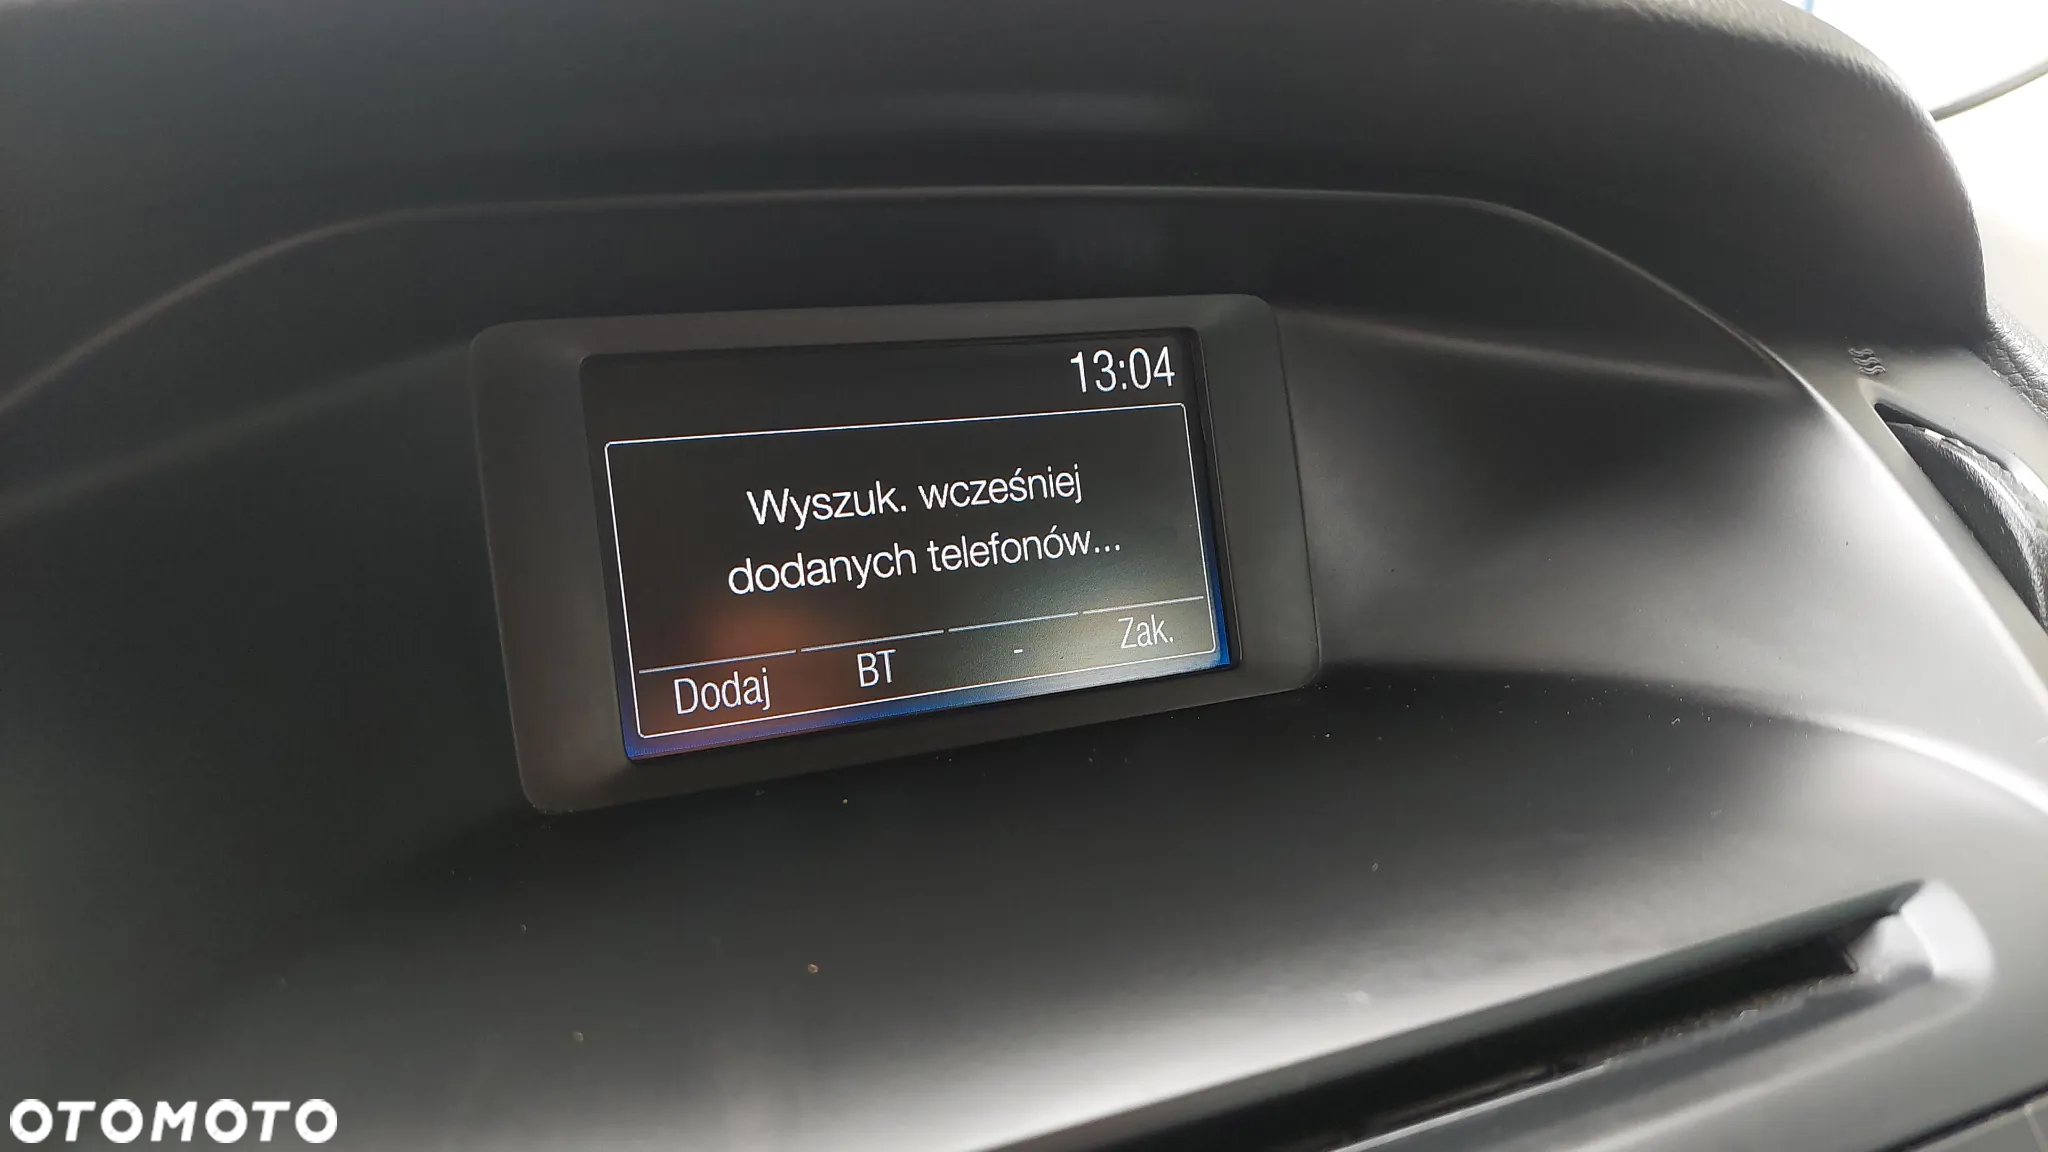 13:04
Wyszuk. wcześniej
dodanych telefonów...
Dodaj BT - Zak.
OTOMOTO